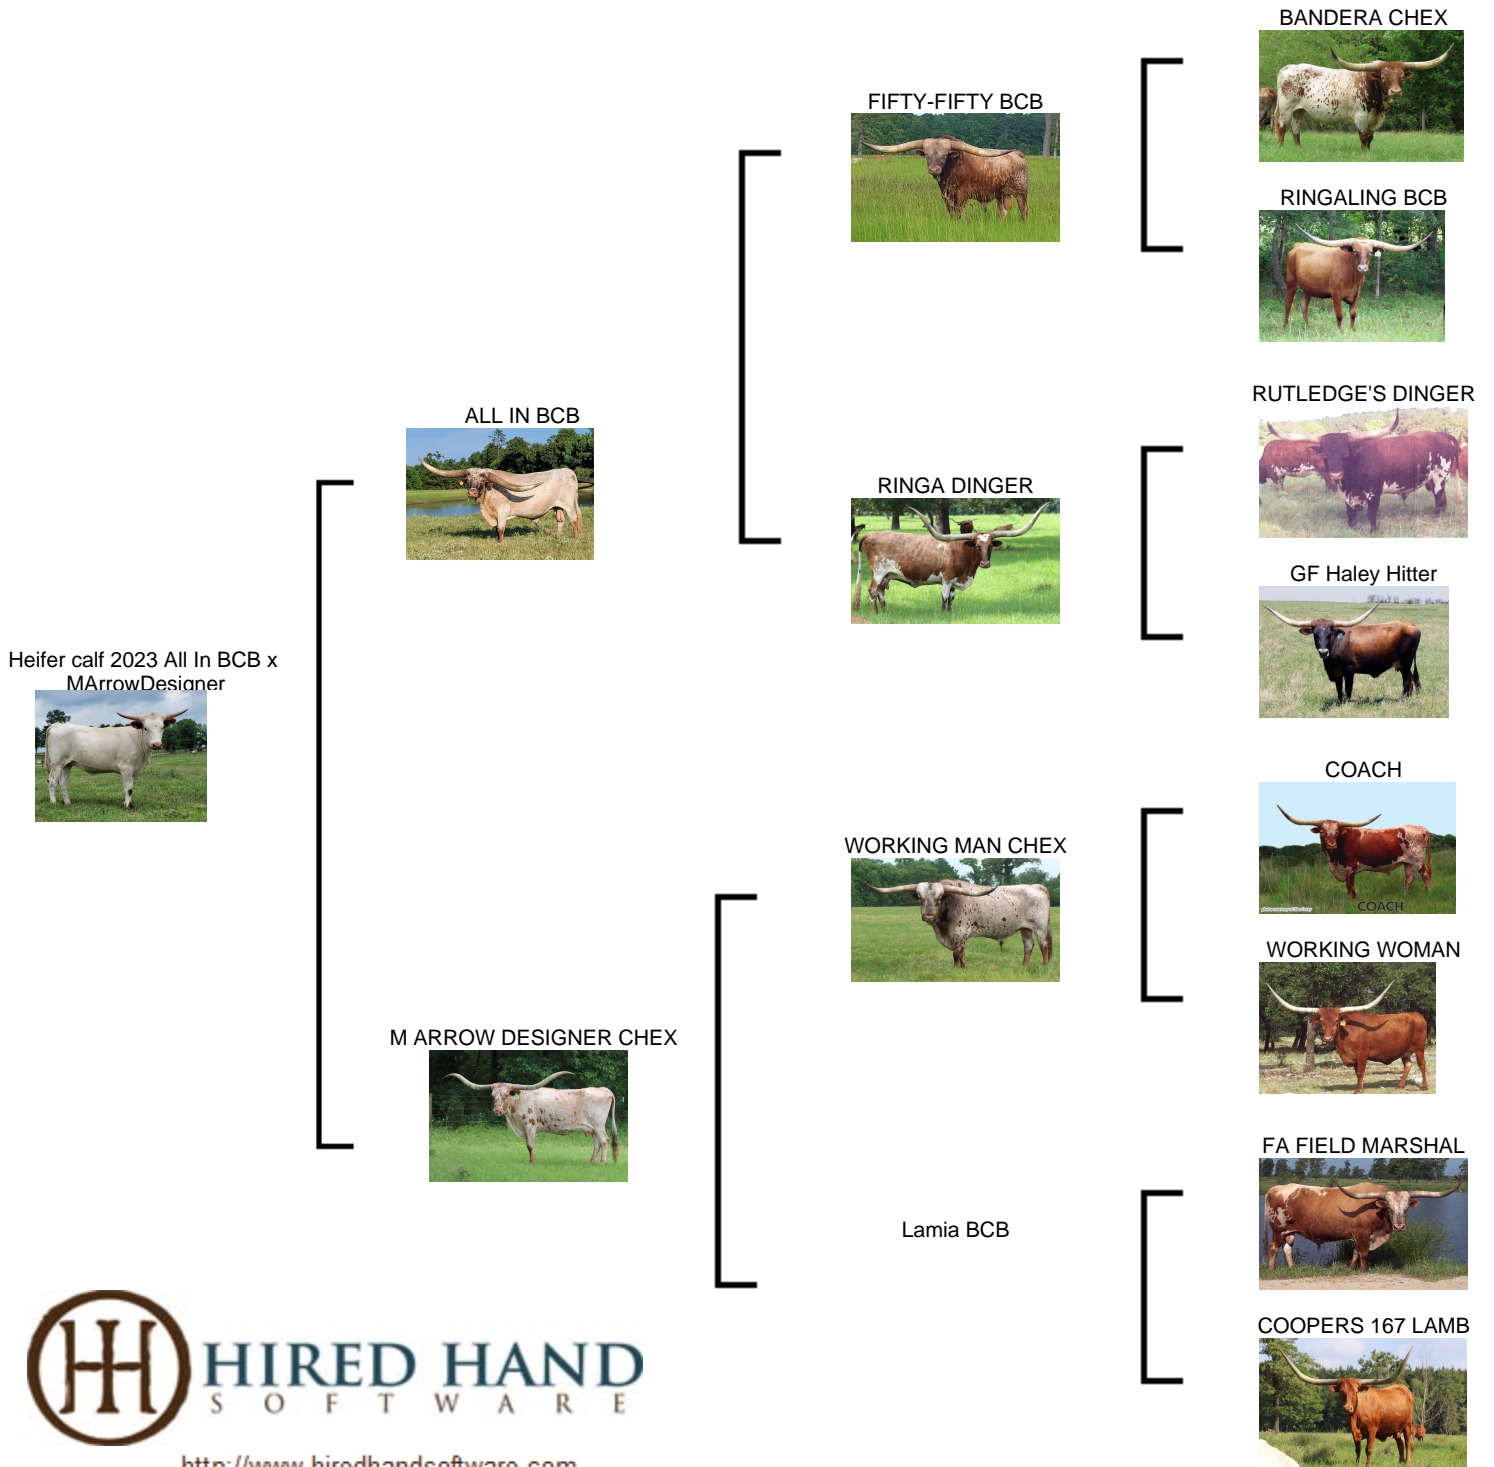 BANDERA CHEX
FIFTY-FIFTY BCB
RINGALING BCB
RUTLEDGE'S DINGER
ALL IN BCB
RINGA DINGER
GF Haley Hitter
Heifer calf 2023 All In BCB x
MArrowDesigner
COACH
WORKING MAN CHEX
COACH
WORKING WOMAN
M ARROW DESIGNER CHEX
FA FIELD MARSHAL
Lamia BCB
COOPERS 167 LAMB
HIRED HAND
SOFTWARE
http://www.hiredhandsoftware.com